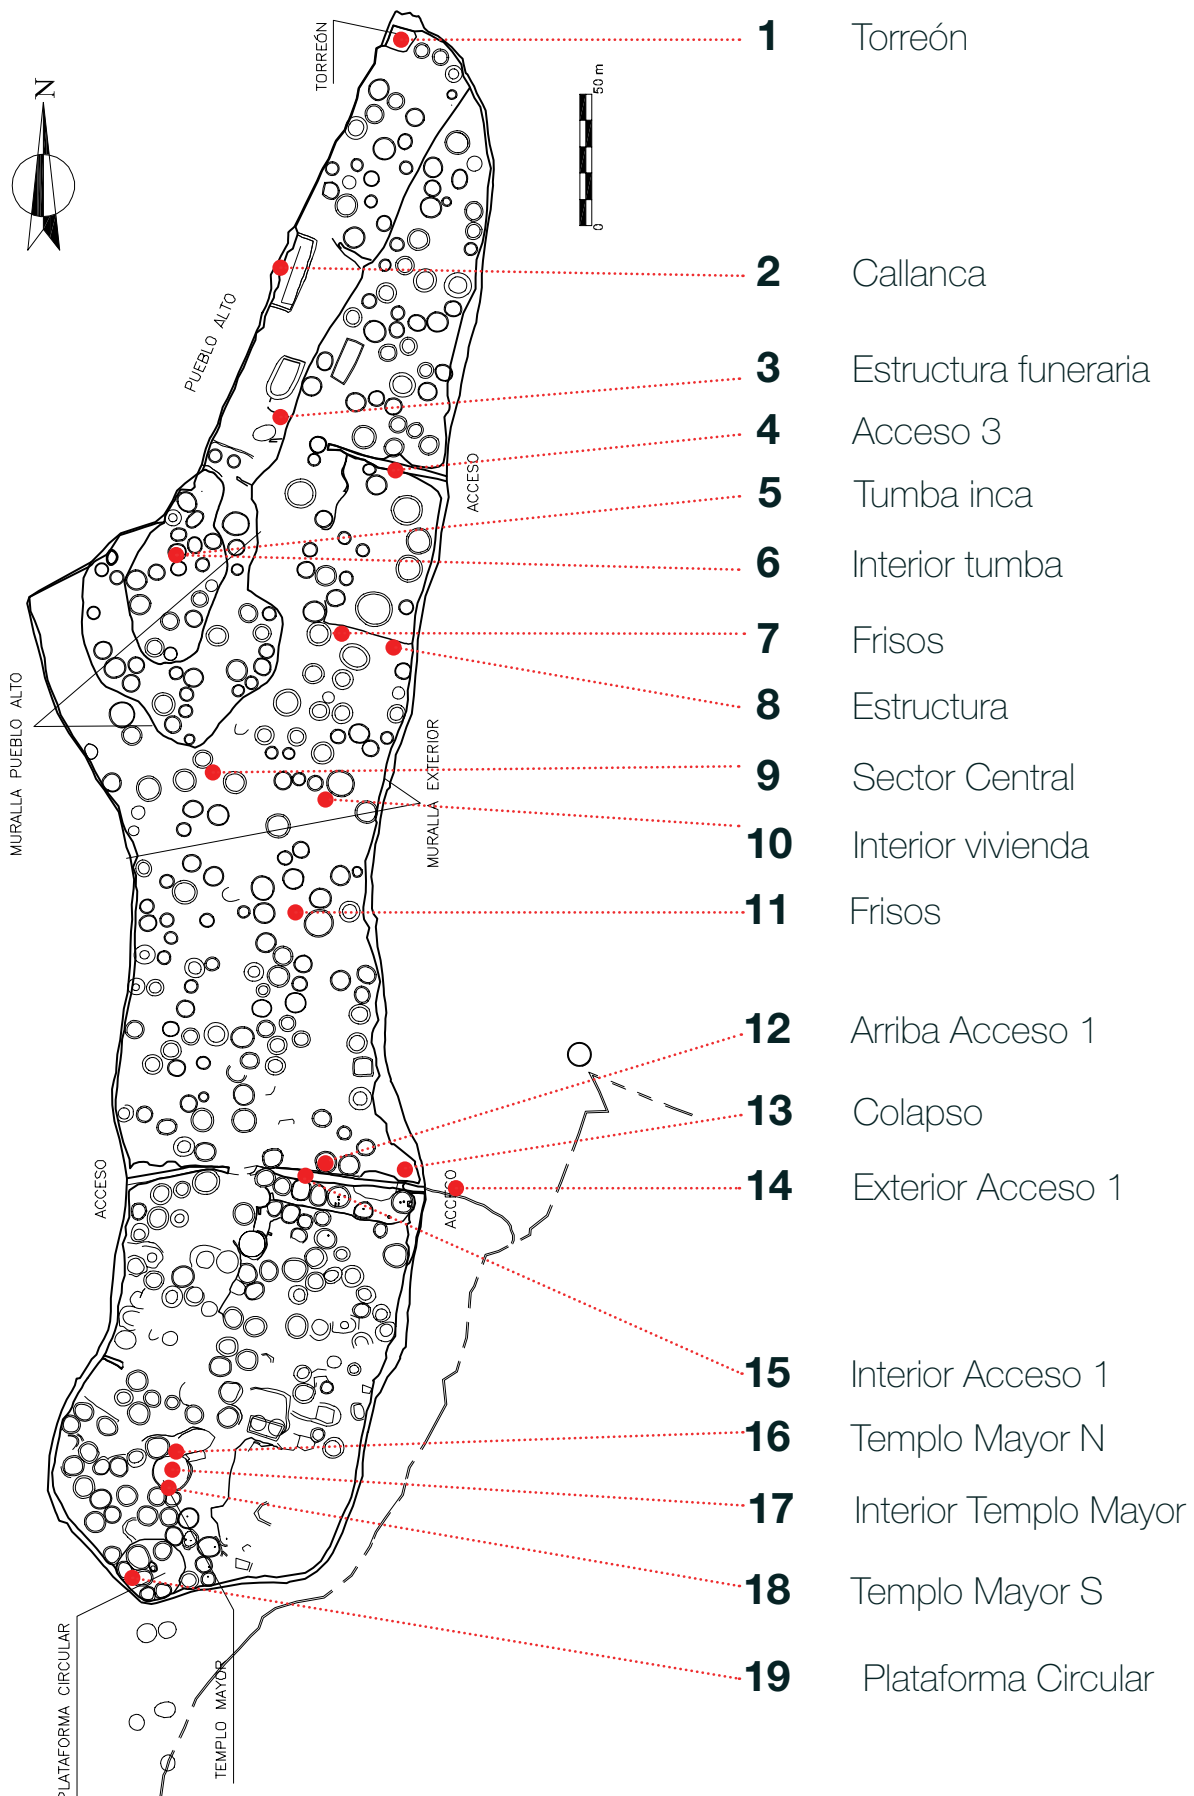 1 Torreón
TORREÓN
50 m
0
N
2 Callanca
PUEBLO ALTO
3 Estructura funeraria
4 Acceso 3
ACCESO
5 Tumba inca
6 Interior tumba
7 Frisos
8 Estructura
MURALLA PUEBLO ALTO
MURALLA EXTERIOR
9 Sector Central
10 Interior vivienda
11 Frisos
12 Arriba Acceso 1
13 Colapso
ACCESO
ACCESO
14 Exterior Acceso 1
15 Interior Acceso 1
16 Templo Mayor N
17 Interior Templo Mayor
18 Templo Mayor S
19 Plataforma Circular
PLATAFORMA CIRCULAR
TEMPLO MAYOR